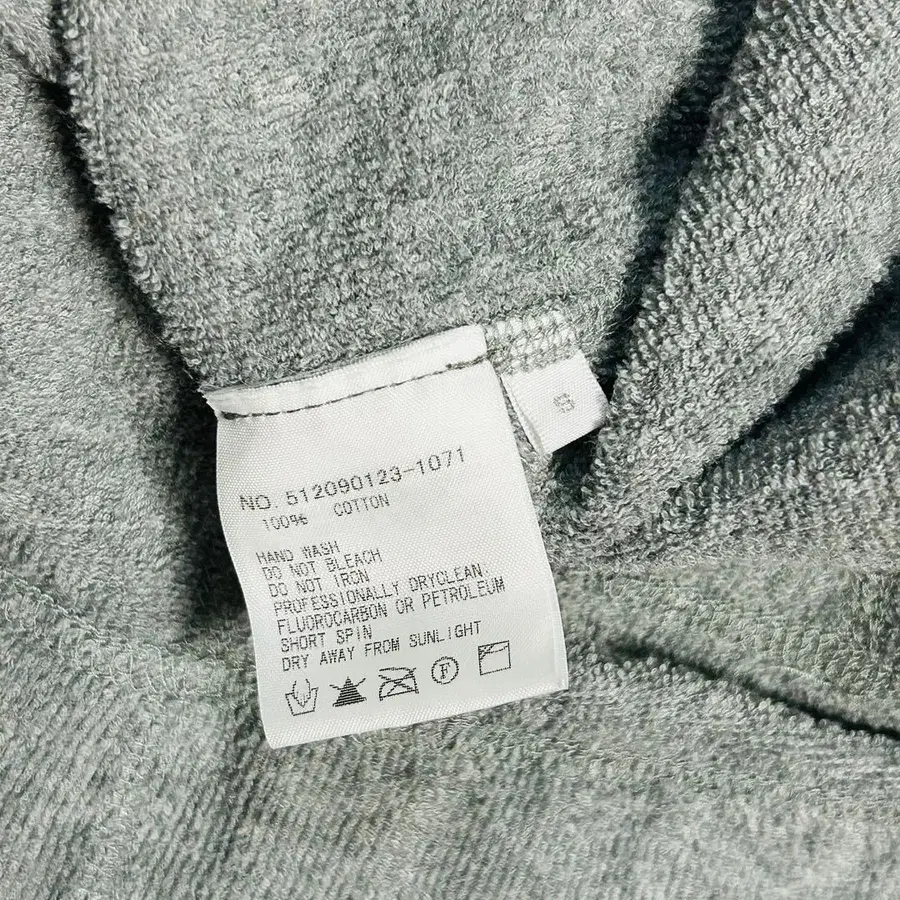 NO. 512090123-1071
100% COTTON
HAND WASH
DO NOT BLEACH
DO NOT IRON
PROFESSIONALLY DRYCLEAN.
FLUOROCARBON OR PETROLEUM
SHORT SPIN
DRY AWAY FROM SUNLIGHT
F
S